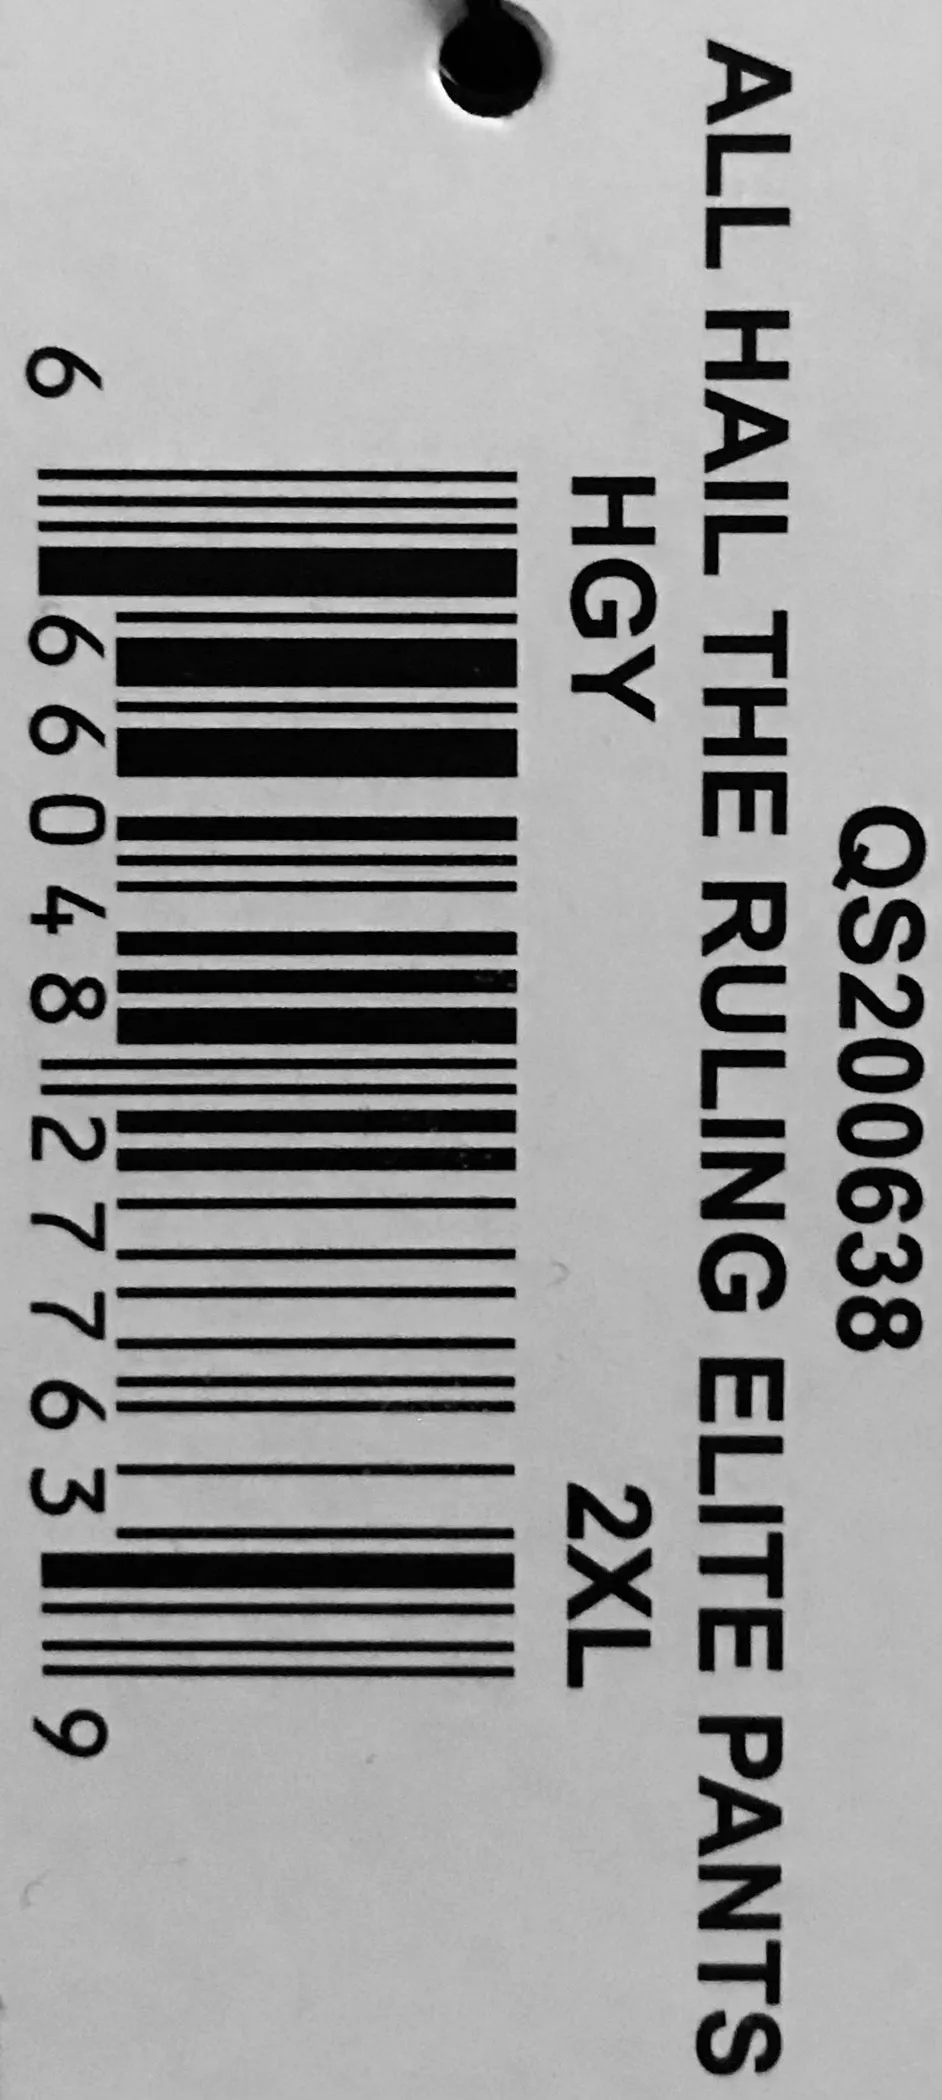 QS200638
ALL HAIL THE RULING ELITE PANTS
HGY 2XL
6 66048 27763 9